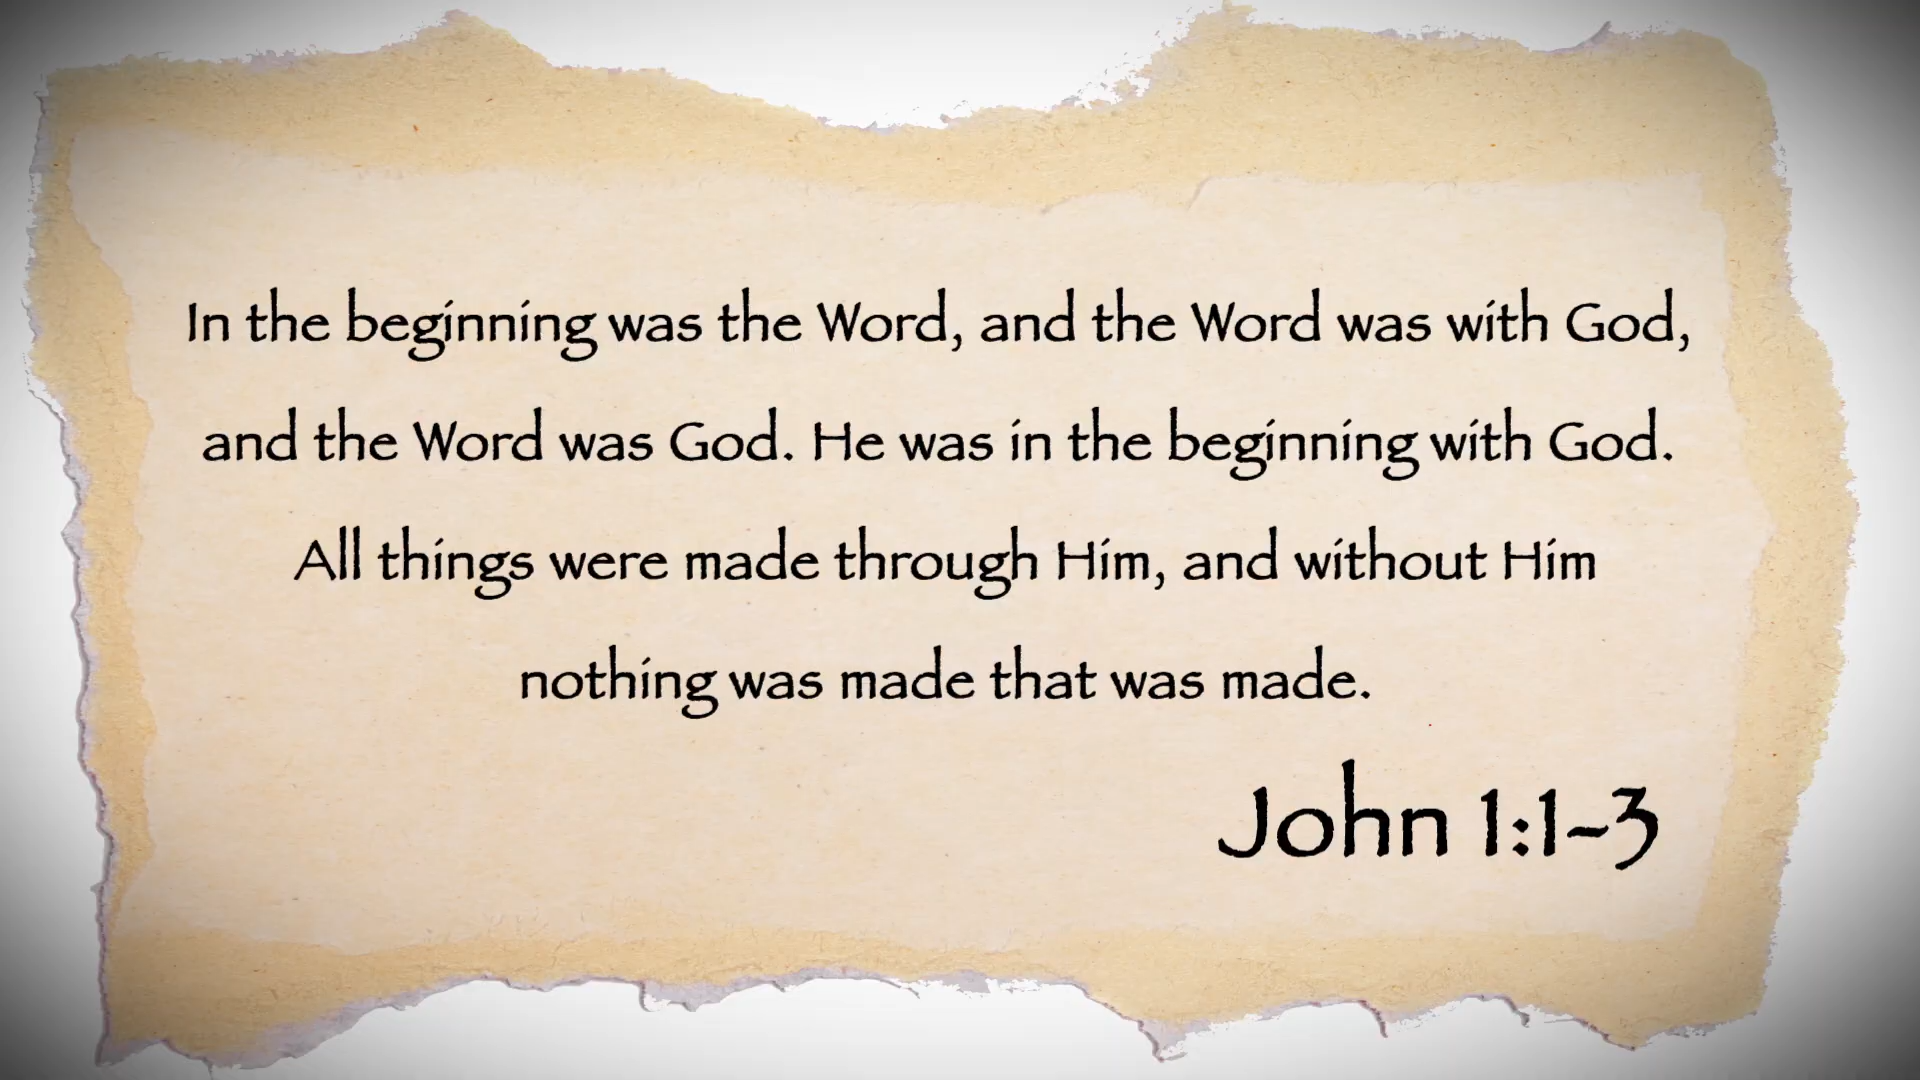 In the beginning was the Word, and the Word was with God,
and the Word was God. He was in the beginning with God.
All things were made through Him, and without Him
nothing was made that was made.
John 1:1-3